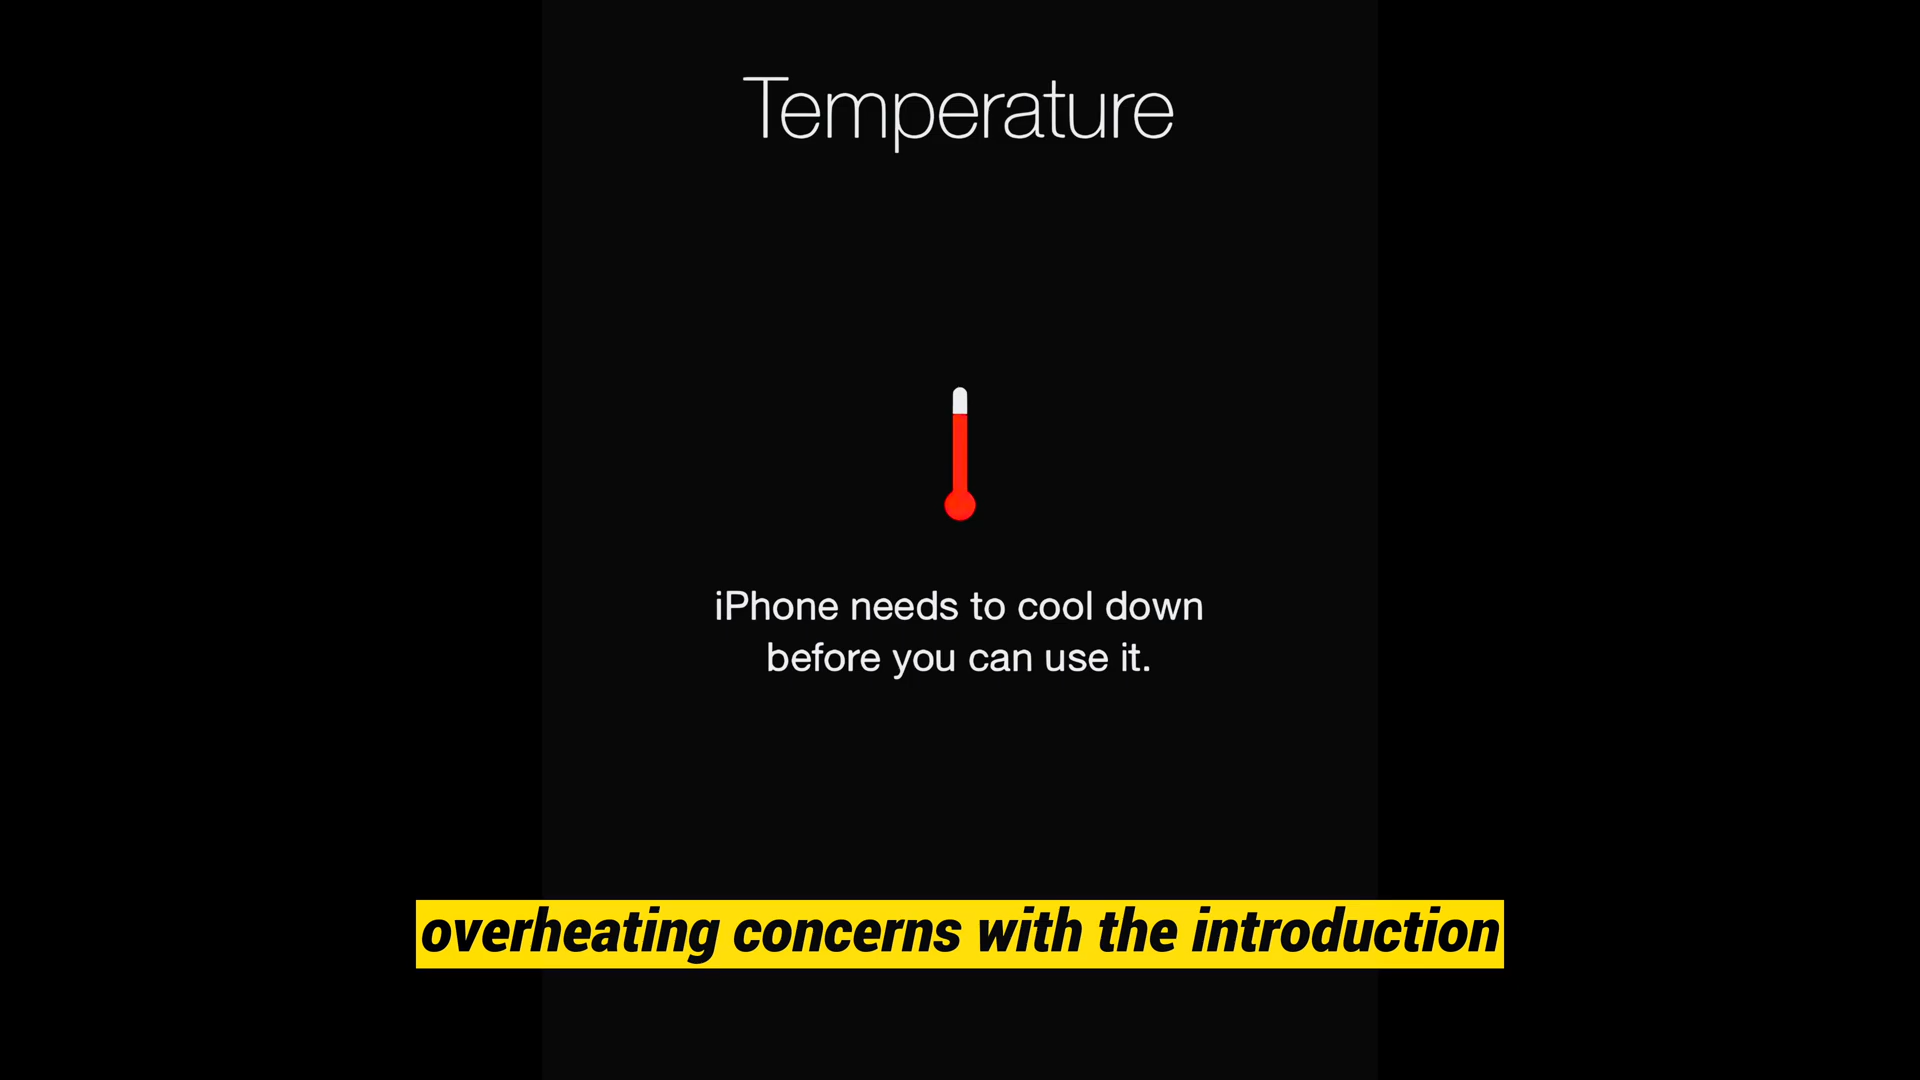 Temperature
iPhone needs to cool down
before you can use it.
overheating concerns with the introduction